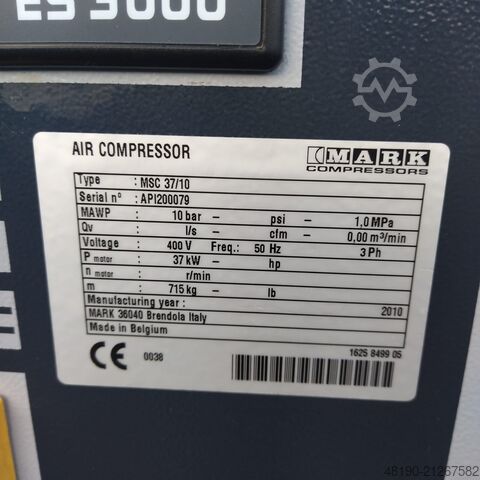 ES 3000
AIR COMPRESSOR
MARK
COMPRESSORS
Type : MSC 37/10
Serial n° : API200079
MAWP 10 bar – psi – 1,0 MPa
Qv l/s – cfm – 0,00 m³/min
Voltage 400 V Freq.: 50 Hz 3 Ph
P motor 37 kW – hp
n motor r/min
m 715 kg – lb
Manufacturing year : 2010
MARK 36040 Brendola Italy
Made in Belgium
CE 0038
1625 8499 05
48190-21267582